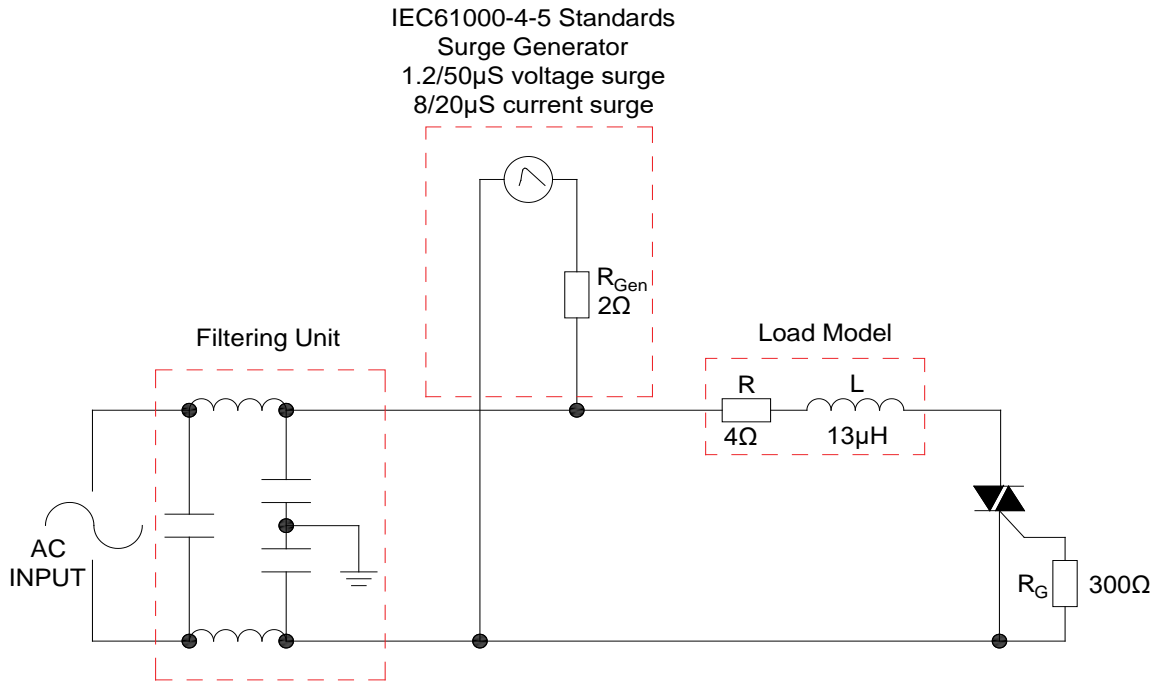 IEC61000-4-5 Standards
Surge Generator
1.2/50µS voltage surge
8/20µS current surge
RGen
2Ω
Filtering Unit
Load Model
R
L
4Ω
13µH
AC
INPUT
RG
300Ω